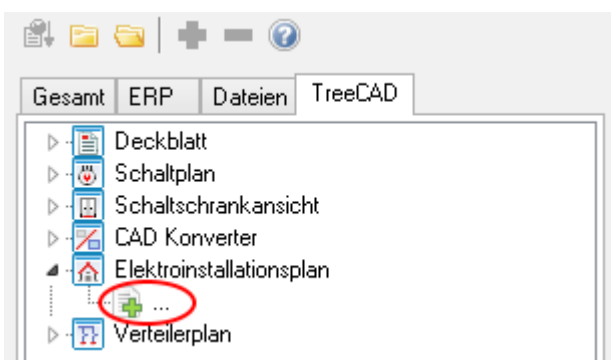 Gesamt ERP Dateien TreeCAD
Deckblatt
Schaltplan
Schaltschrankansicht
CAD Konverter
Elektroinstallationsplan
...
Verteilerplan